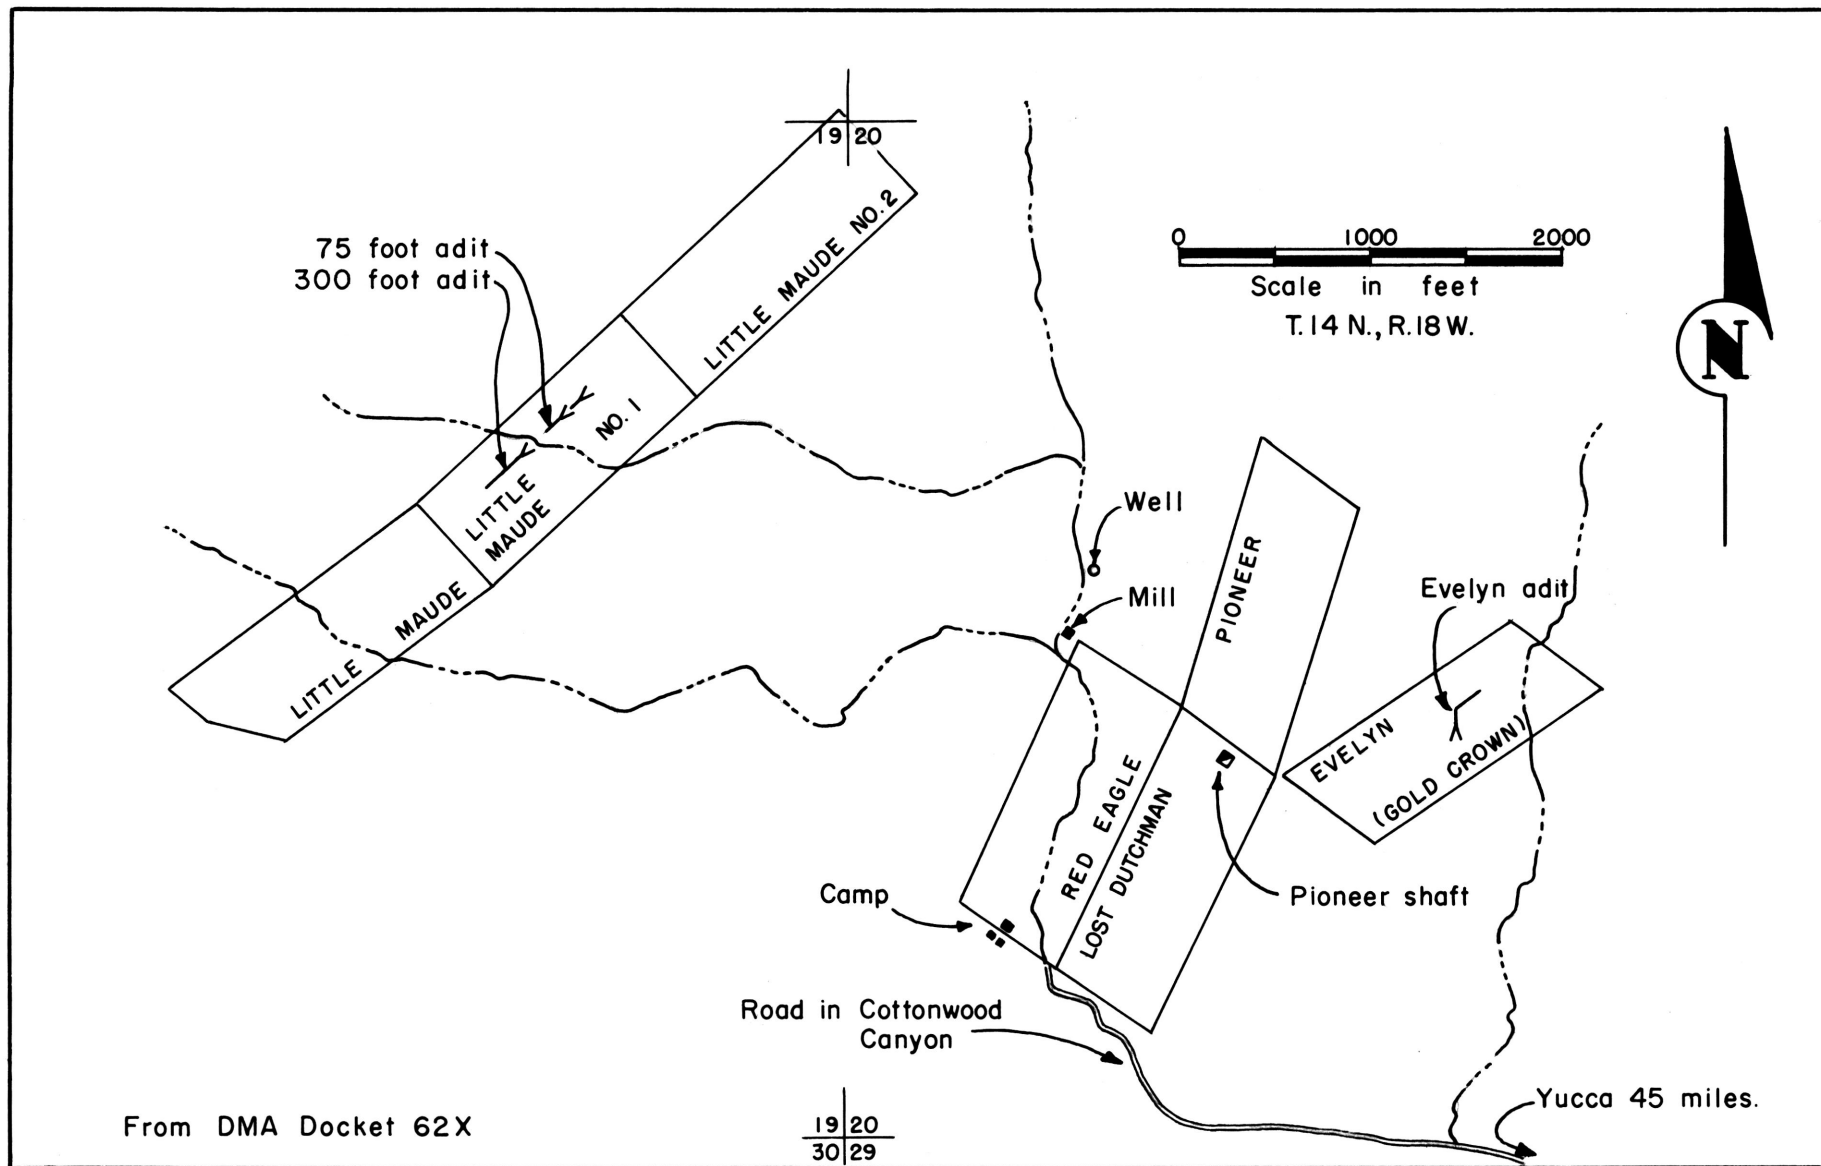 19 20
75 foot adit
300 foot adit
LITTLE MAUDE NO. 2
0 1000 2000
Scale in feet
T. 14 N., R. 18 W.
N
NO. 1
LITTLE
MAUDE
LITTLE MAUDE
Well
Mill
PIONEER
Evelyn adit
EVELYN
(GOLD CROWN)
RED EAGLE
LOST DUTCHMAN
Camp
Pioneer shaft
Road in Cottonwood
Canyon
Yucca 45 miles.
From DMA Docket 62X
19 20
30 29